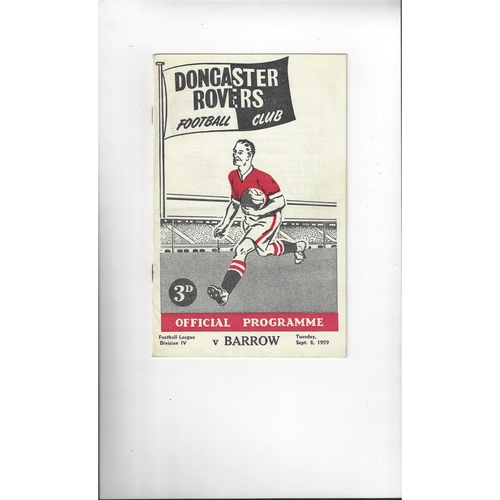 DONCASTER
ROVERS
FOOTBALL CLUB
3D
OFFICIAL PROGRAMME
Football League
Division IV
v BARROW
Tuesday,
Sept. 8, 1959